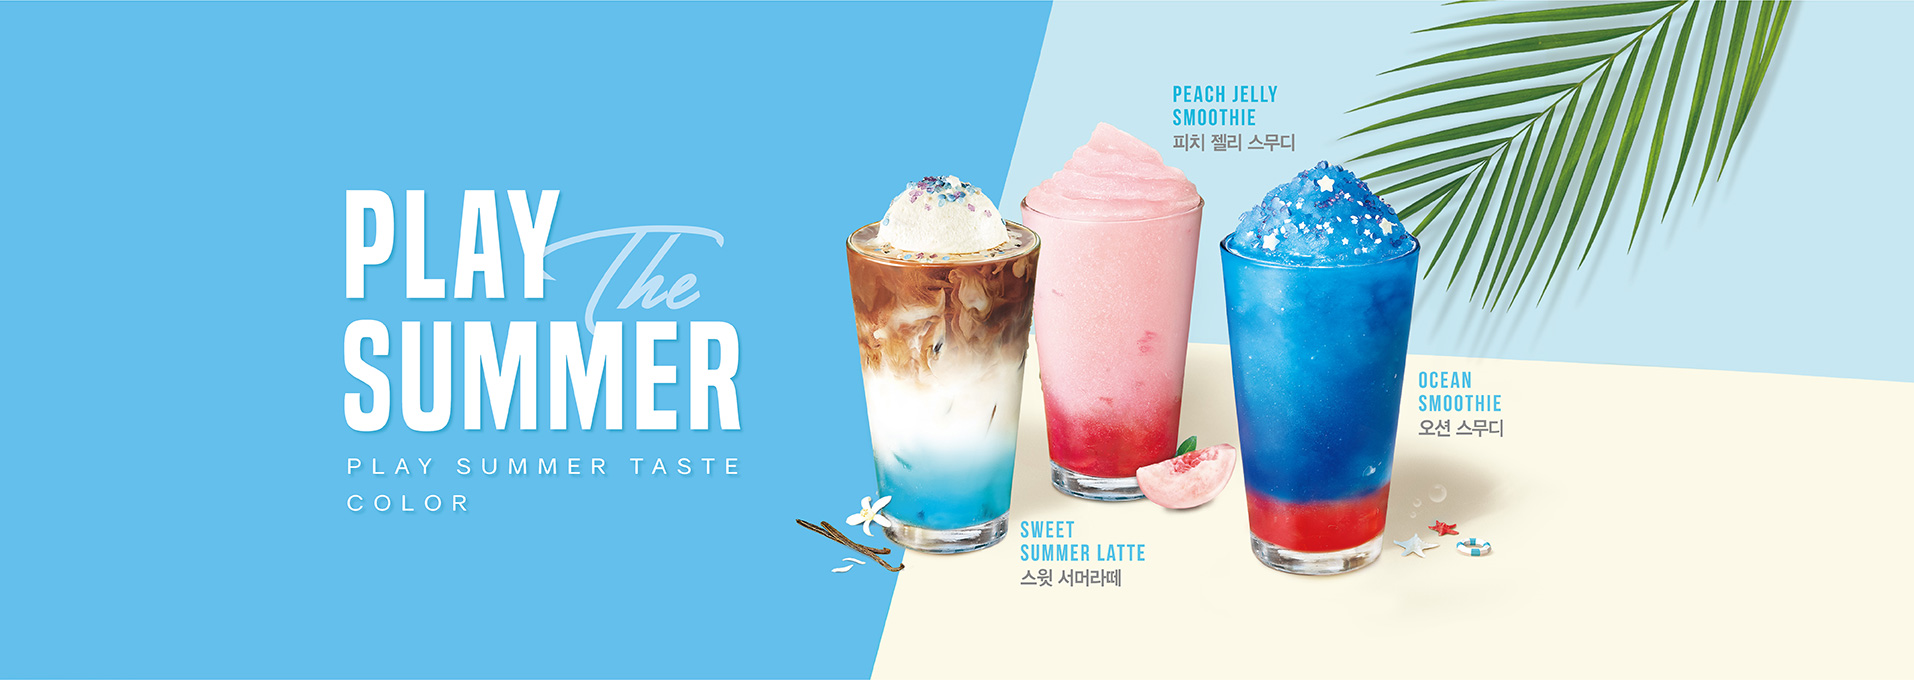 PLAY
The
SUMMER
PLAY SUMMER TASTE
COLOR
PEACH JELLY
SMOOTHIE
피치 젤리 스무디
OCEAN
SMOOTHIE
오션 스무디
SWEET
SUMMER LATTE
스윗 서머라떼